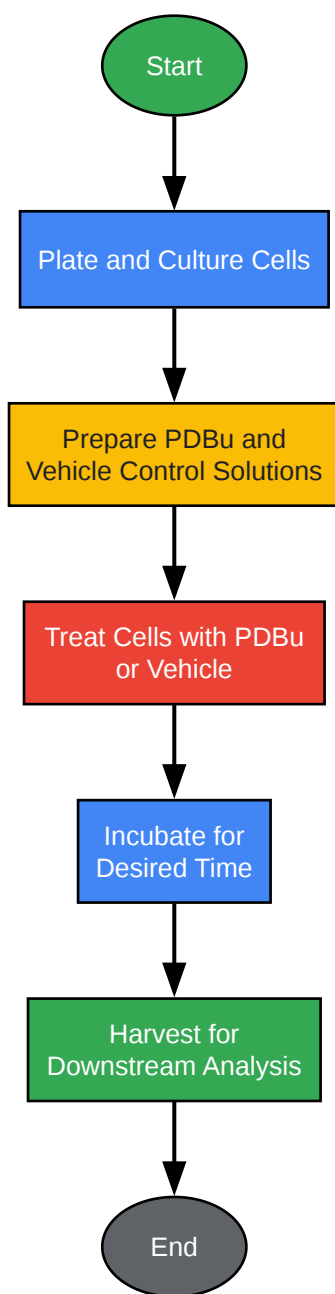 Start
Plate and Culture Cells
Prepare PDBu and
Vehicle Control Solutions
Treat Cells with PDBu
or Vehicle
Incubate for
Desired Time
Harvest for
Downstream Analysis
End